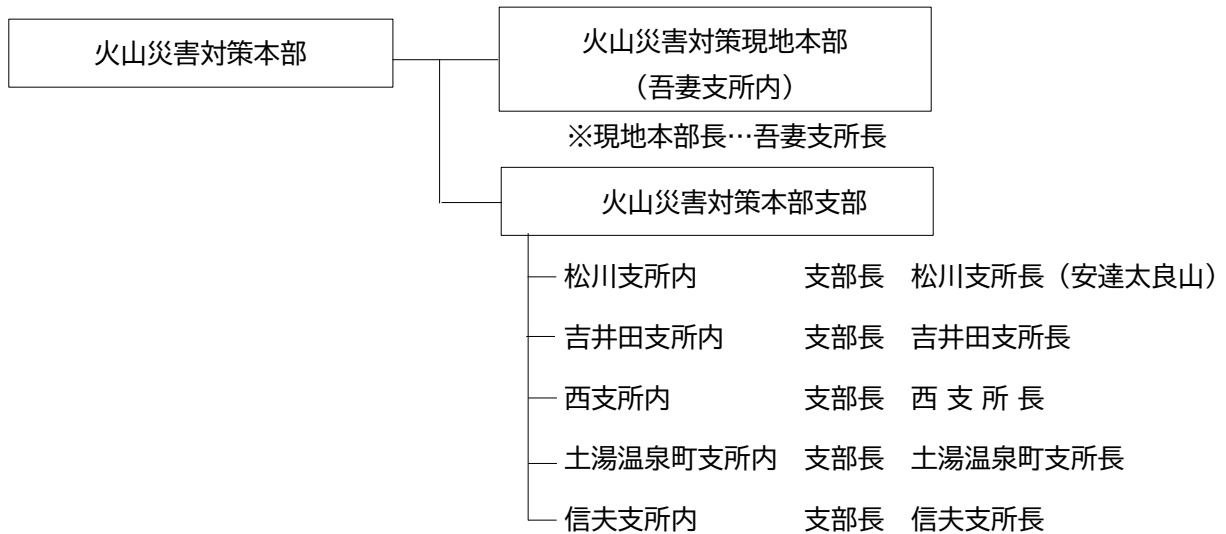 火山災害対策本部
火山災害対策現地本部
（吾妻支所内）
※現地本部長…吾妻支所長
火山災害対策本部支部
松川支所内 支部長 松川支所長（安達太良山）
吉井田支所内 支部長 吉井田支所長
西支所内 支部長 西 支 所 長
土湯温泉町支所内 支部長 土湯温泉町支所長
信夫支所内 支部長 信夫支所長